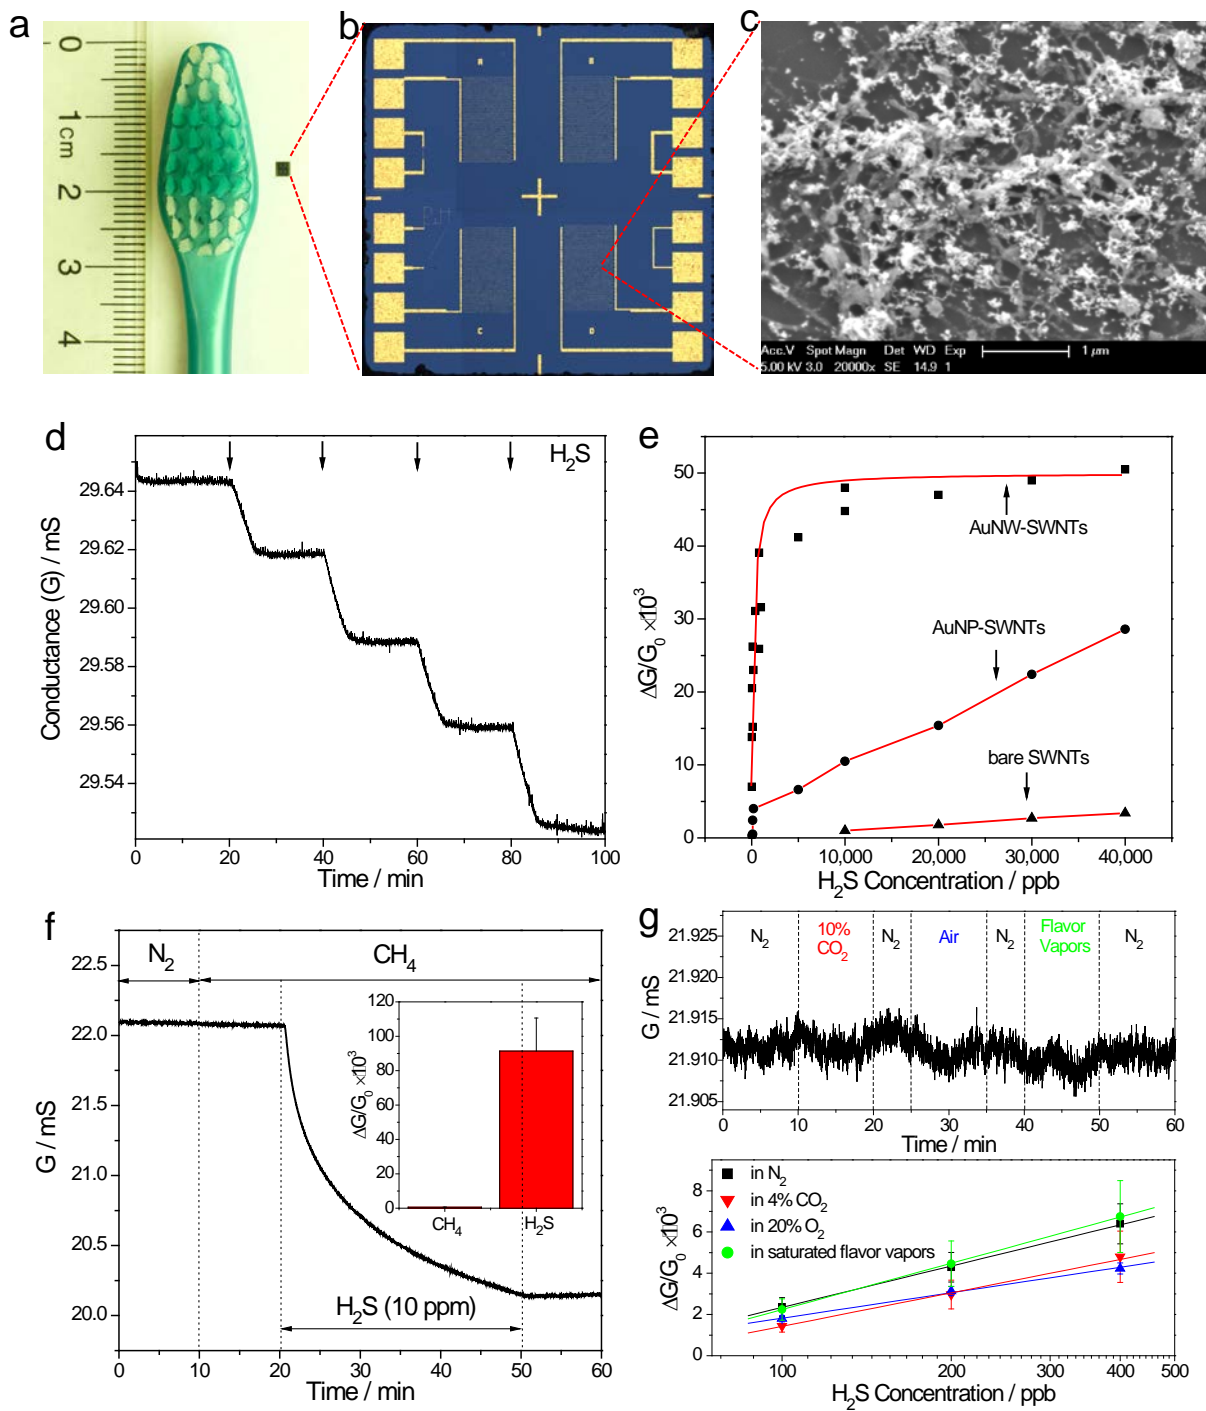 a
0
1
cm
2
3
4
b
A
B
C
D
c
Acc.V Spot Magn Det WD Exp 1 µm
5.00 kV 3.0 20000x SE 14.9 1
d
H₂S
29.64
29.62
29.60
29.58
29.56
29.54
Conductance (G) / mS
0 20 40 60 80 100
Time / min
e
50
40
30
20
10
0
ΔG/G₀ ×10³
AuNW-SWNTs
AuNP-SWNTs
bare SWNTs
0 10,000 20,000 30,000 40,000
H₂S Concentration / ppb
f
N₂ CH₄
22.5
22.0
21.5
21.0
20.5
20.0
G / mS
120
100
80
60
40
20
0
ΔG/G₀ ×10³
CH₄ H₂S
H₂S (10 ppm)
0 10 20 30 40 50 60
Time / min
g
N₂ 10% CO₂ N₂ Air N₂ Flavor Vapors N₂
21.925
21.920
21.915
21.910
21.905
G / mS
0 10 20 30 40 50 60
Time / min
in N₂
in 4% CO₂
in 20% O₂
in saturated flavor vapors
8
6
4
2
0
ΔG/G₀ ×10³
100 200 300 400 500
H₂S Concentration / ppb